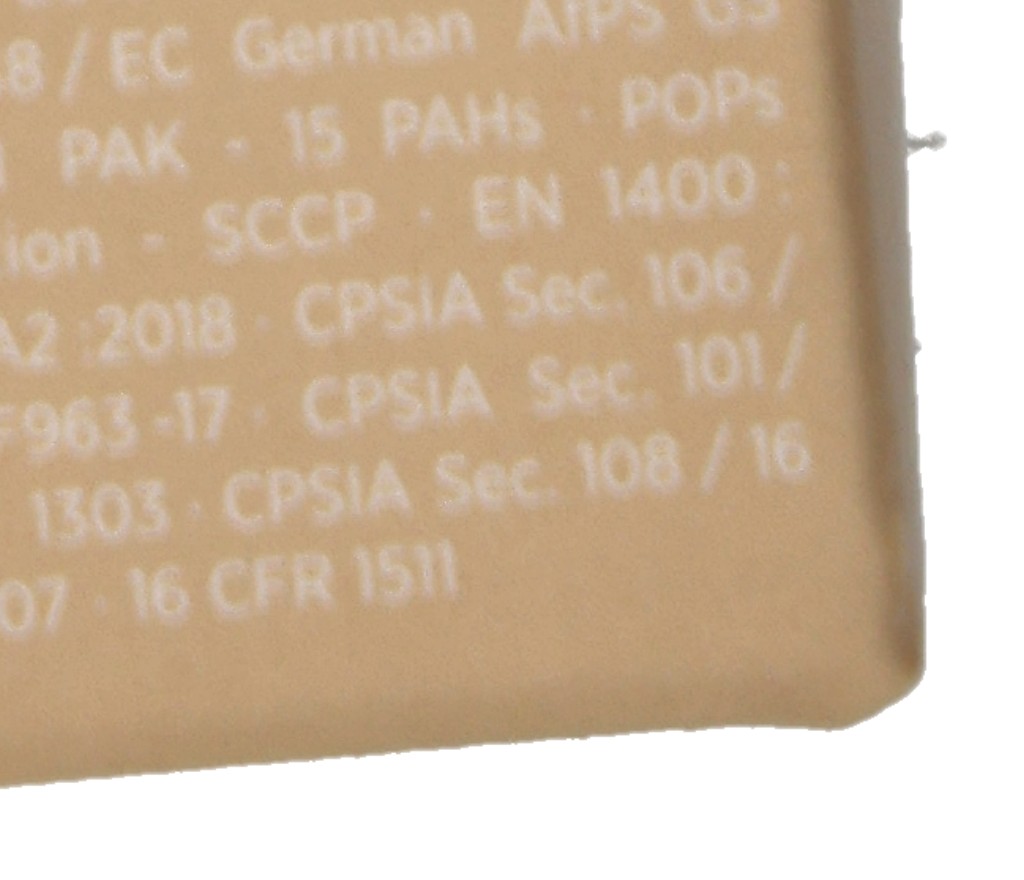 8 / EC German AfPS GS
PAK - 15 PAHs · POPs
ion - SCCP · EN 1400 :
A2 :2018 · CPSiA Sec. 106 /
F963 -17 · CPSiA Sec. 101 /
1303 · CPSiA Sec. 108 / 16
07 · 16 CFR 1511